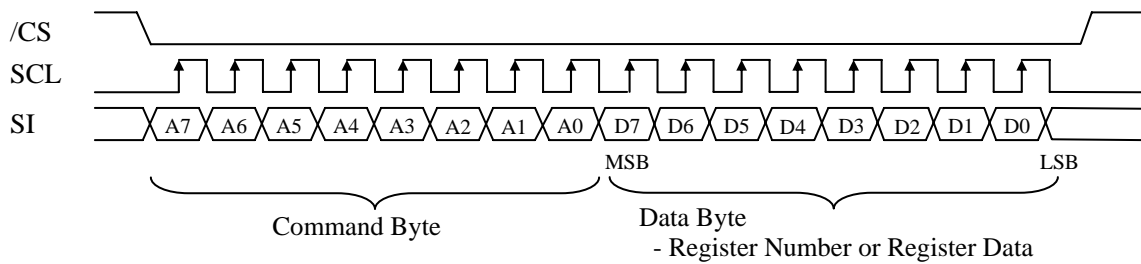 /CS
SCL
SI A7 A6 A5 A4 A3 A2 A1 A0 D7 D6 D5 D4 D3 D2 D1 D0
MSB LSB
Command Byte Data Byte
- Register Number or Register Data